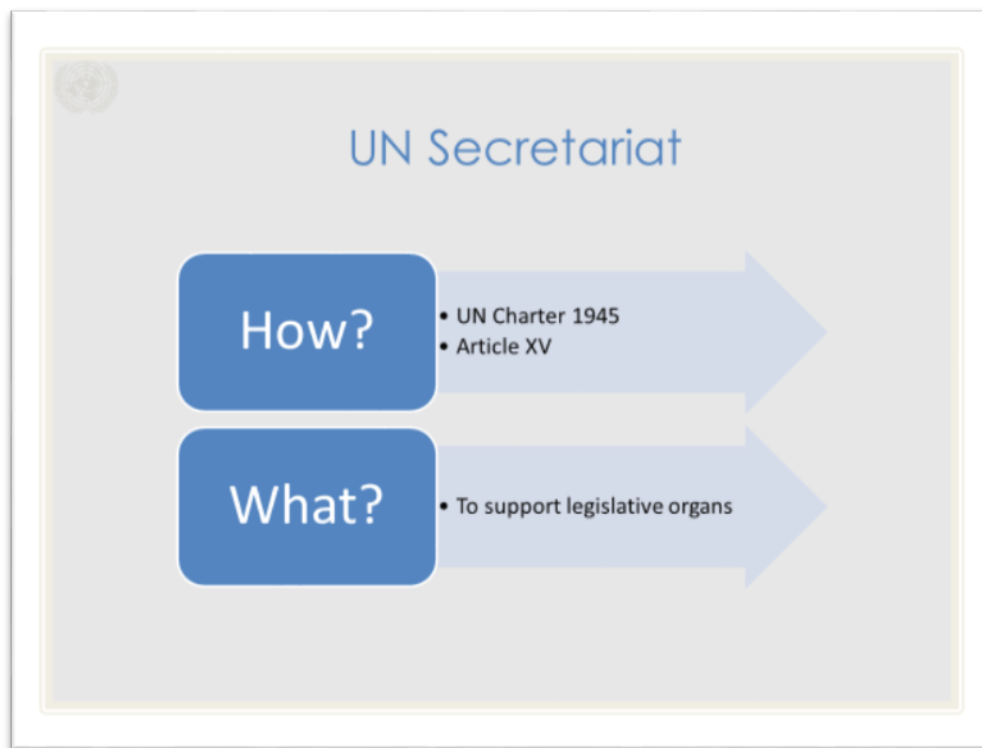 UN Secretariat
How?
• UN Charter 1945
• Article XV
What?
• To support legislative organs